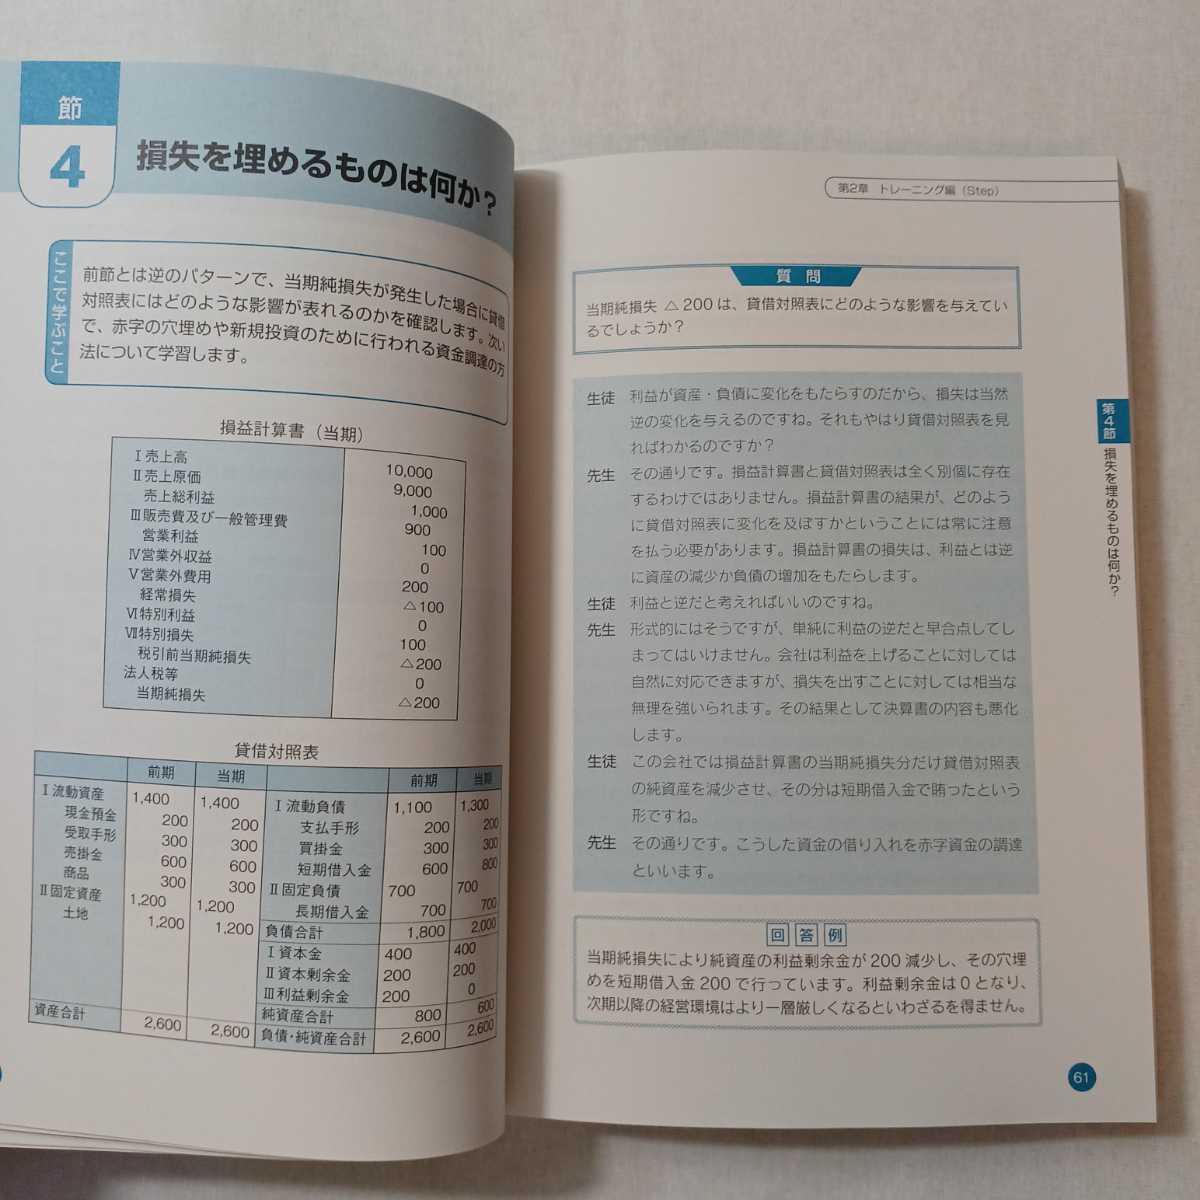 節
4
損失を埋めるものは何か？
ここで学ぶこと
前節とは逆のパターンで、当期純損失が発生した場合に貸借
対照表にはどのような影響が表れるのかを確認します。次い
で、赤字の穴埋めや新規投資のために行われる資金調達の方
法について学習します。
損益計算書（当期）
Ⅰ売上高 10,000
Ⅱ売上原価 9,000
売上総利益 1,000
Ⅲ販売費及び一般管理費 900
営業利益 100
Ⅳ営業外収益 0
Ⅴ営業外費用 200
経常損失 △100
Ⅵ特別利益 0
Ⅶ特別損失 100
税引前当期純損失 △200
法人税等 0
当期純損失 △200
貸借対照表
前期 当期 前期 当期
Ⅰ流動資産 1,400 1,400 Ⅰ流動負債 1,100 1,300
現金預金 200 200 支払手形 200 200
受取手形 300 300 買掛金 300 300
売掛金 600 600 短期借入金 600 800
商品 300 300 Ⅱ固定負債 700 700
Ⅱ固定資産 1,200 1,200 長期借入金 700 700
土地 1,200 1,200 負債合計 1,800 2,000
Ⅰ資本金 400 400
Ⅱ資本剰余金 200 200
Ⅲ利益剰余金 200 0
純資産合計 800 600
資産合計 2,600 2,600 負債・純資産合計 2,600 2,600
第2章 トレーニング編（Step）
質問
当期純損失 △200は、貸借対照表にどのような影響を与えてい
るでしょうか？
生徒 利益が資産・負債に変化をもたらすのだから、損失は当然
逆の変化を与えるのですね。それもやはり貸借対照表を見
ればわかるのですか？
先生 その通りです。損益計算書と貸借対照表は全く別個に存在
するわけではありません。損益計算書の結果が、どのよう
に貸借対照表に変化を及ぼすかということには常に注意
を払う必要があります。損益計算書の損失は、利益とは逆
に資産の減少か負債の増加をもたらします。
生徒 利益と逆だと考えればいいのですね。
先生 形式的にはそうですが、単純に利益の逆だと早合点してし
まってはいけません。会社は利益を上げることに対しては
自然に対応できますが、損失を出すことに対しては相当な
無理を強いられます。その結果として決算書の内容も悪化
します。
生徒 この会社では損益計算書の当期純損失分だけ貸借対照表
の純資産を減少させ、その分は短期借入金で賄ったという
形ですね。
先生 その通りです。こうした資金の借り入れを赤字資金の調達
といいます。
回答例
当期純損失により純資産の利益剰余金が200減少し、その穴埋
めを短期借入金200で行っています。利益剰余金は0となり、
次期以降の経営環境はより一層厳しくなるといわざるを得ません。
第4節
損失を埋めるものは何か？
61